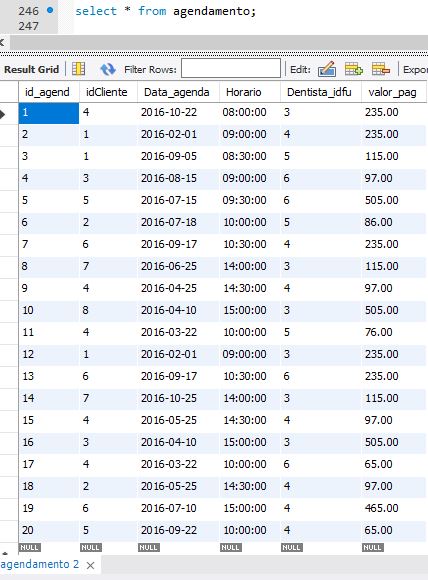 246 select * from agendamento;
247
Result Grid Filter Rows: Edit: Expor
id_agend idCliente Data_agenda Horario Dentista_idfu valor_pag
1 4 2016-10-22 08:00:00 3 235.00
2 1 2016-02-01 09:00:00 4 235.00
3 1 2016-09-05 08:30:00 5 115.00
4 3 2016-08-15 09:00:00 6 97.00
5 5 2016-07-15 09:30:00 6 505.00
6 2 2016-07-18 10:00:00 5 86.00
7 6 2016-09-17 10:30:00 4 235.00
8 7 2016-06-25 14:00:00 3 115.00
9 4 2016-04-25 14:30:00 4 97.00
10 8 2016-04-10 15:00:00 3 505.00
11 4 2016-03-22 10:00:00 5 76.00
12 1 2016-02-01 09:00:00 3 235.00
13 6 2016-09-17 10:30:00 6 235.00
14 7 2016-10-25 14:00:00 3 115.00
15 4 2016-05-25 14:30:00 4 97.00
16 3 2016-04-10 15:00:00 3 505.00
17 4 2016-03-22 10:00:00 6 65.00
18 2 2016-05-25 14:30:00 4 97.00
19 6 2016-07-10 15:00:00 4 465.00
20 5 2016-09-22 10:00:00 4 65.00
NULL NULL NULL NULL NULL NULL
agendamento 2